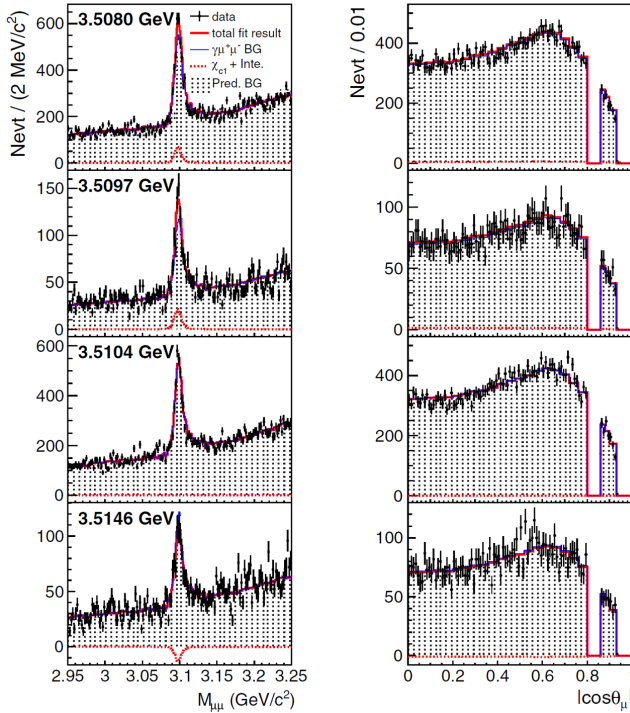 Nevt / (2 MeV/c²)
3.5080 GeV
data
total fit result
γμ⁺μ⁻ BG
χc1 + Inte.
Pred. BG
600
400
200
0
3.5097 GeV
150
100
50
0
3.5104 GeV
600
400
200
0
3.5146 GeV
100
50
0
2.95 3 3.05 3.1 3.15 3.2 3.25
Mμμ (GeV/c²)
Nevt / 0.01
400
200
0
100
50
0
400
200
0
100
50
0
0 0.2 0.4 0.6 0.8
|cosθμ|